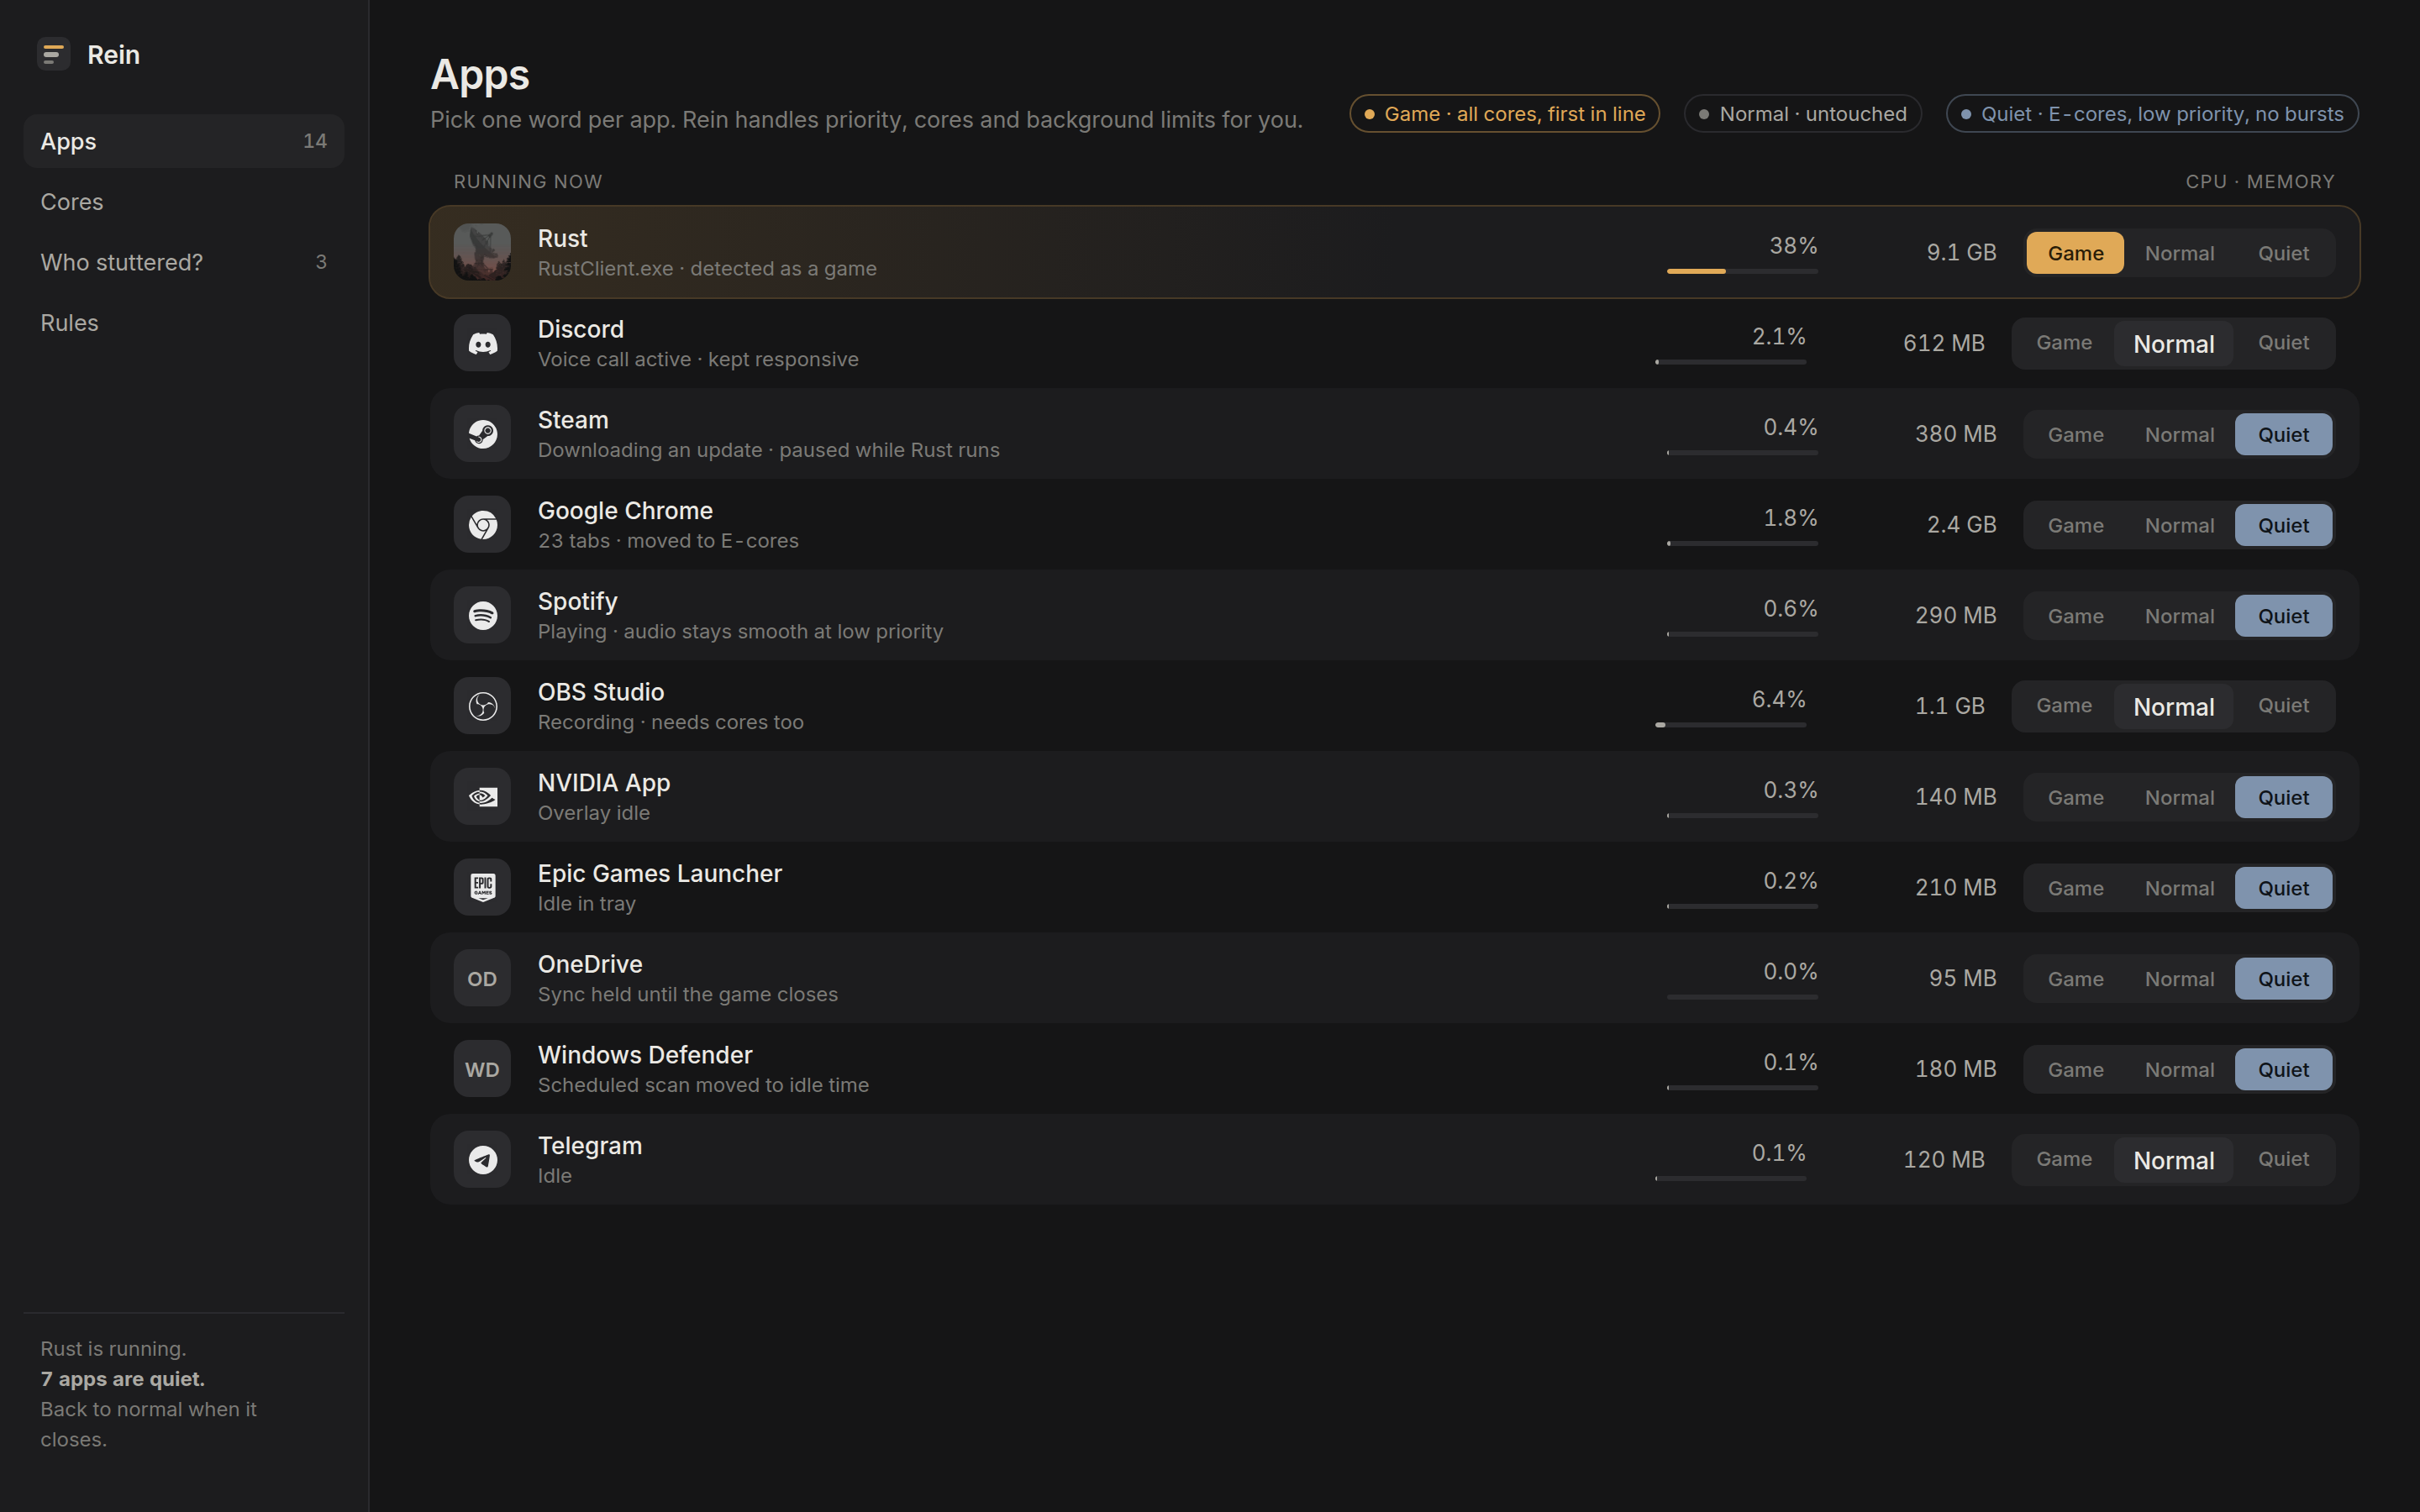 Rein
Apps 14
Cores
Who stuttered? 3
Rules
Rust is running.
7 apps are quiet.
Back to normal when it
closes.
Apps
Pick one word per app. Rein handles priority, cores and background limits for you.
Game · all cores, first in line
Normal · untouched
Quiet · E-cores, low priority, no bursts
RUNNING NOW
CPU · MEMORY
Rust
RustClient.exe · detected as a game
38% 9.1 GB Game Normal Quiet
Discord
Voice call active · kept responsive
2.1% 612 MB Game Normal Quiet
Steam
Downloading an update · paused while Rust runs
0.4% 380 MB Game Normal Quiet
Google Chrome
23 tabs · moved to E-cores
1.8% 2.4 GB Game Normal Quiet
Spotify
Playing · audio stays smooth at low priority
0.6% 290 MB Game Normal Quiet
OBS Studio
Recording · needs cores too
6.4% 1.1 GB Game Normal Quiet
NVIDIA App
Overlay idle
0.3% 140 MB Game Normal Quiet
EPIC
GAMES
Epic Games Launcher
Idle in tray
0.2% 210 MB Game Normal Quiet
OD
OneDrive
Sync held until the game closes
0.0% 95 MB Game Normal Quiet
WD
Windows Defender
Scheduled scan moved to idle time
0.1% 180 MB Game Normal Quiet
Telegram
Idle
0.1% 120 MB Game Normal Quiet